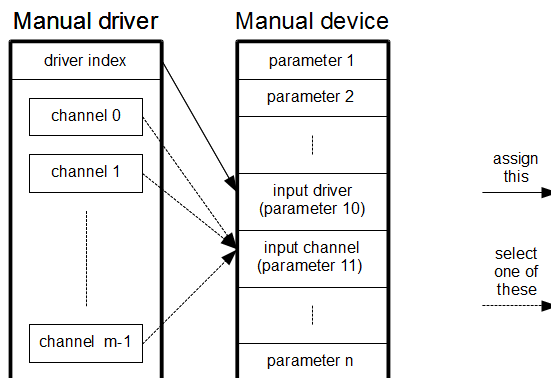 Manual driver
Manual device
driver index
channel 0
channel 1
channel m-1
parameter 1
parameter 2
input driver
(parameter 10)
input channel
(parameter 11)
parameter n
assign
this
select
one of
these